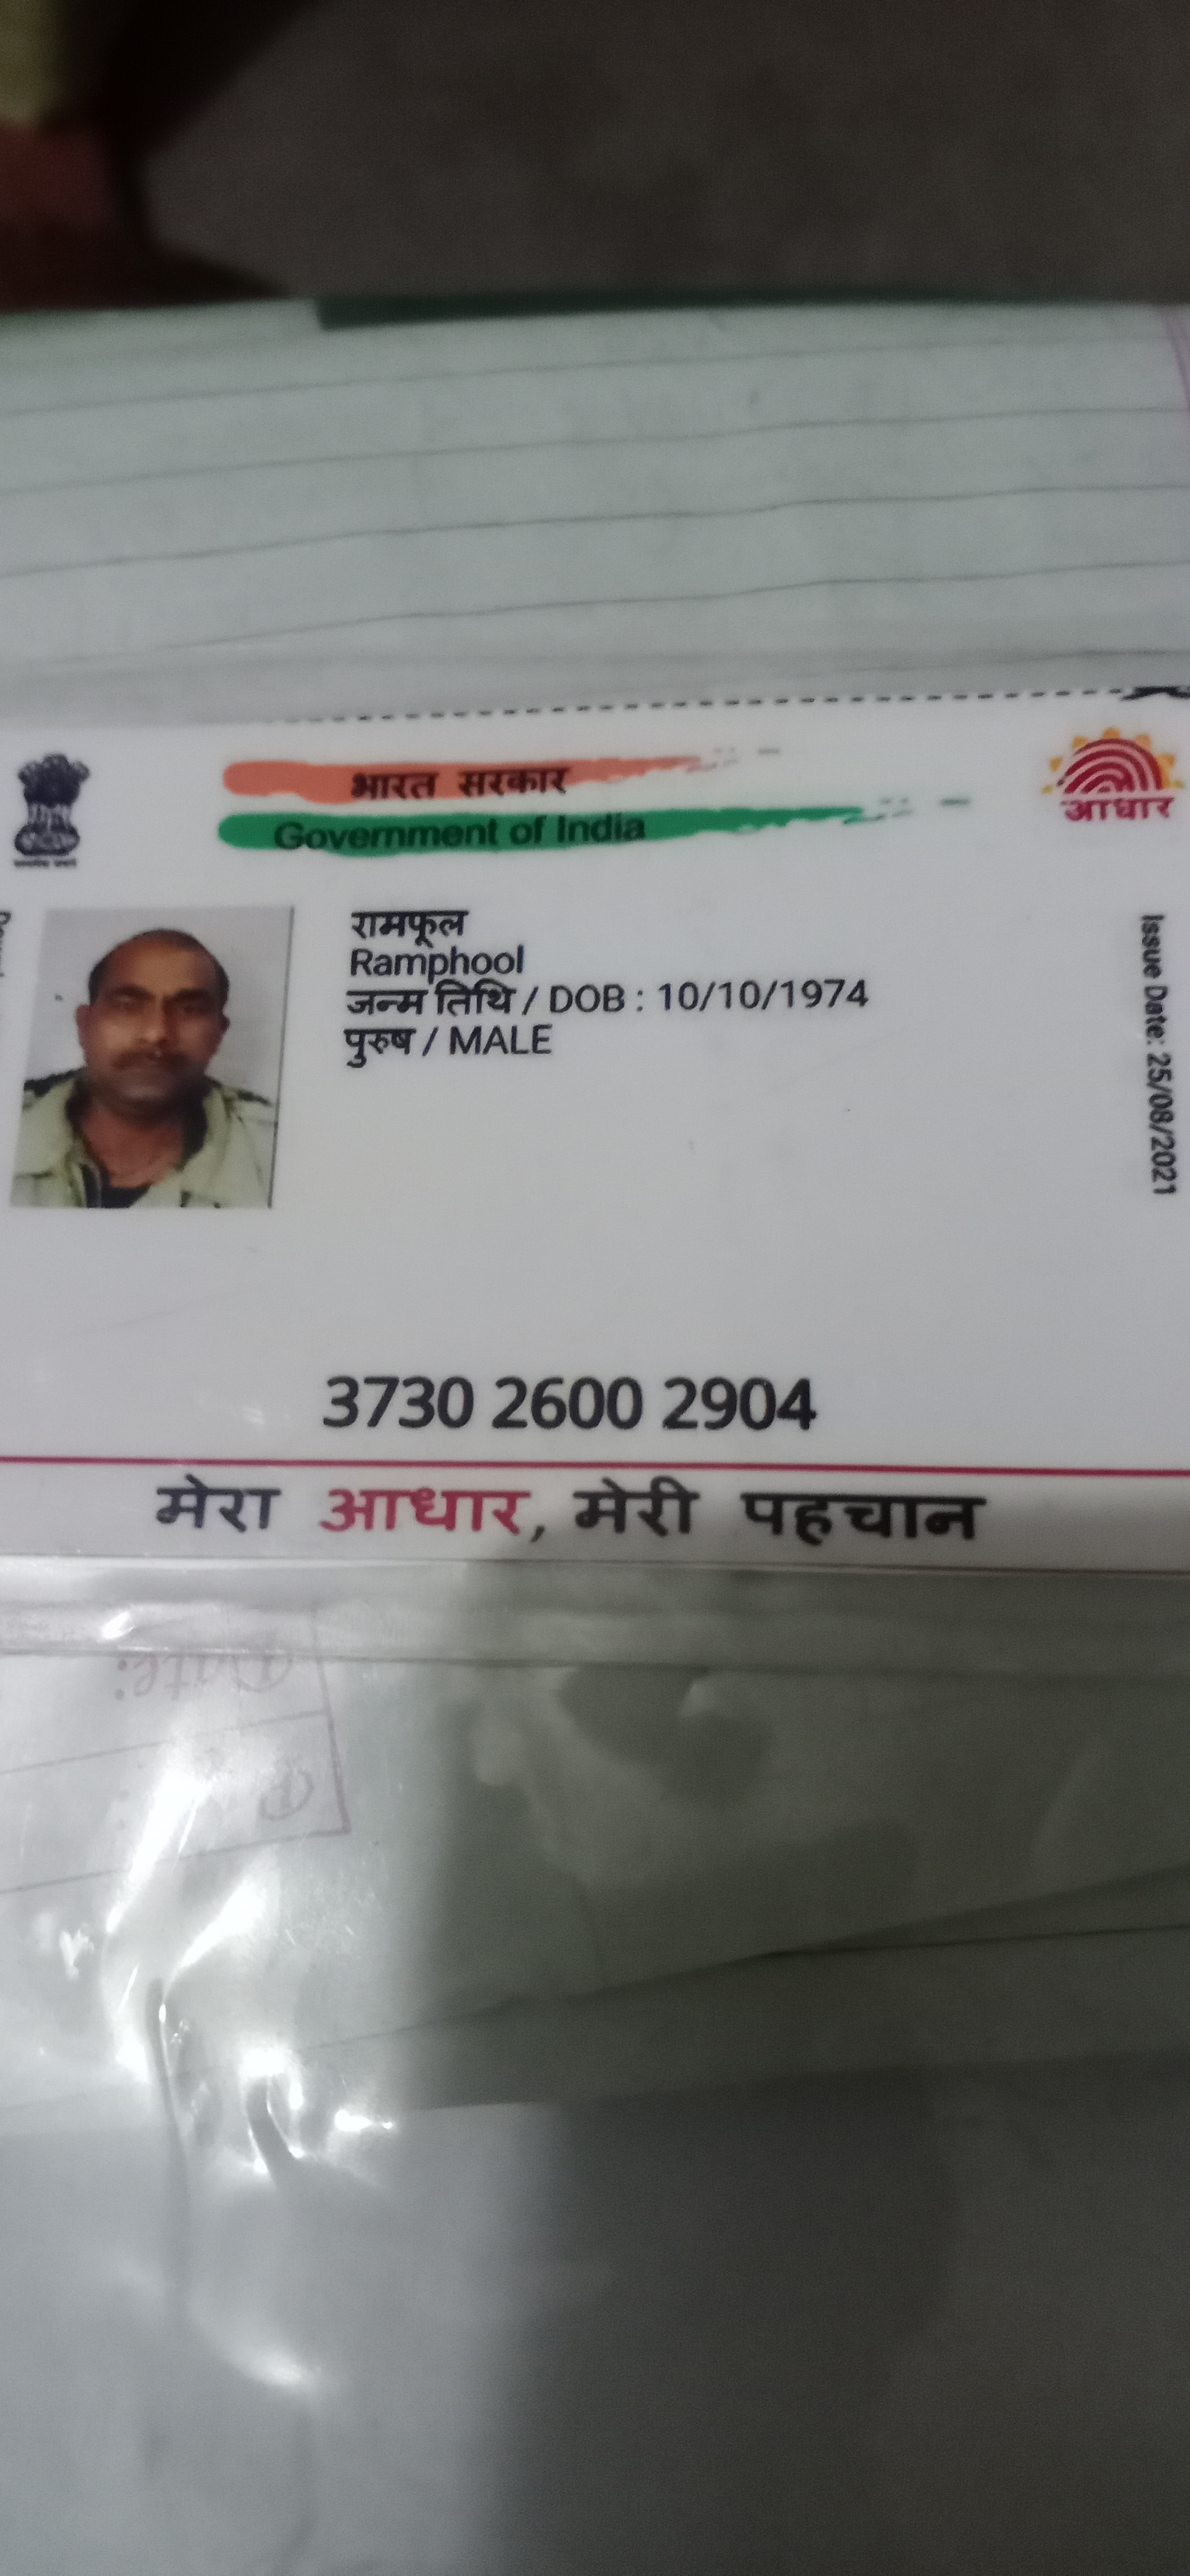 भारत सरकार
Government of India
आधार
रामफूल
Ramphool
जन्म तिथि / DOB : 10/10/1974
पुरुष / MALE
Issue Date: 25/08/2021
3730 2600 2904
मेरा आधार, मेरी पहचान
Date: